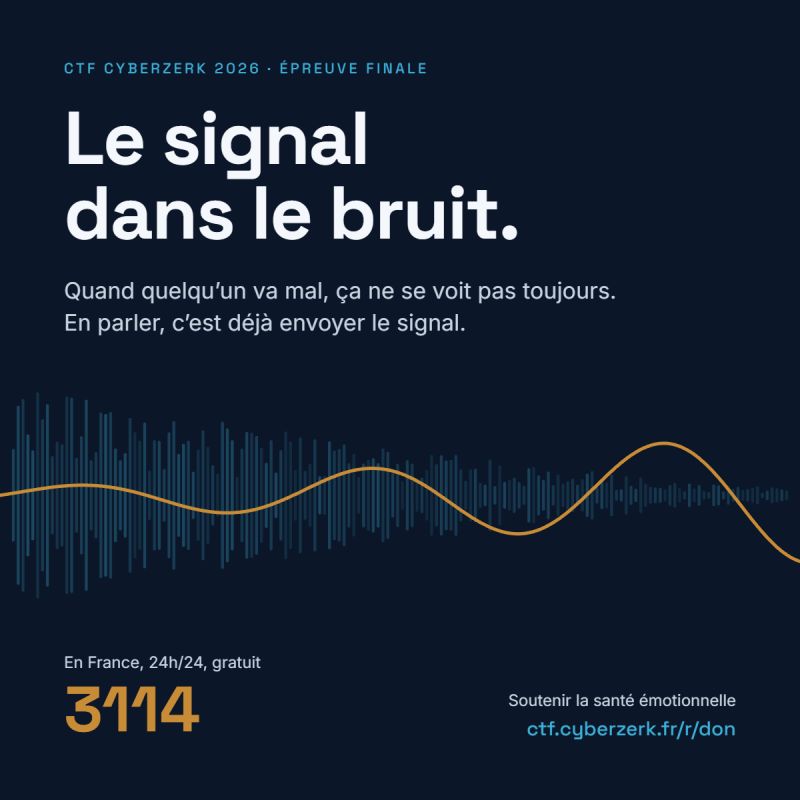 CTF CYBERZERK 2026 · ÉPREUVE FINALE
Le signal
dans le bruit.
Quand quelqu’un va mal, ça ne se voit pas toujours.
En parler, c’est déjà envoyer le signal.
En France, 24h/24, gratuit
3114
Soutenir la santé émotionnelle
ctf.cyberzerk.fr/r/don